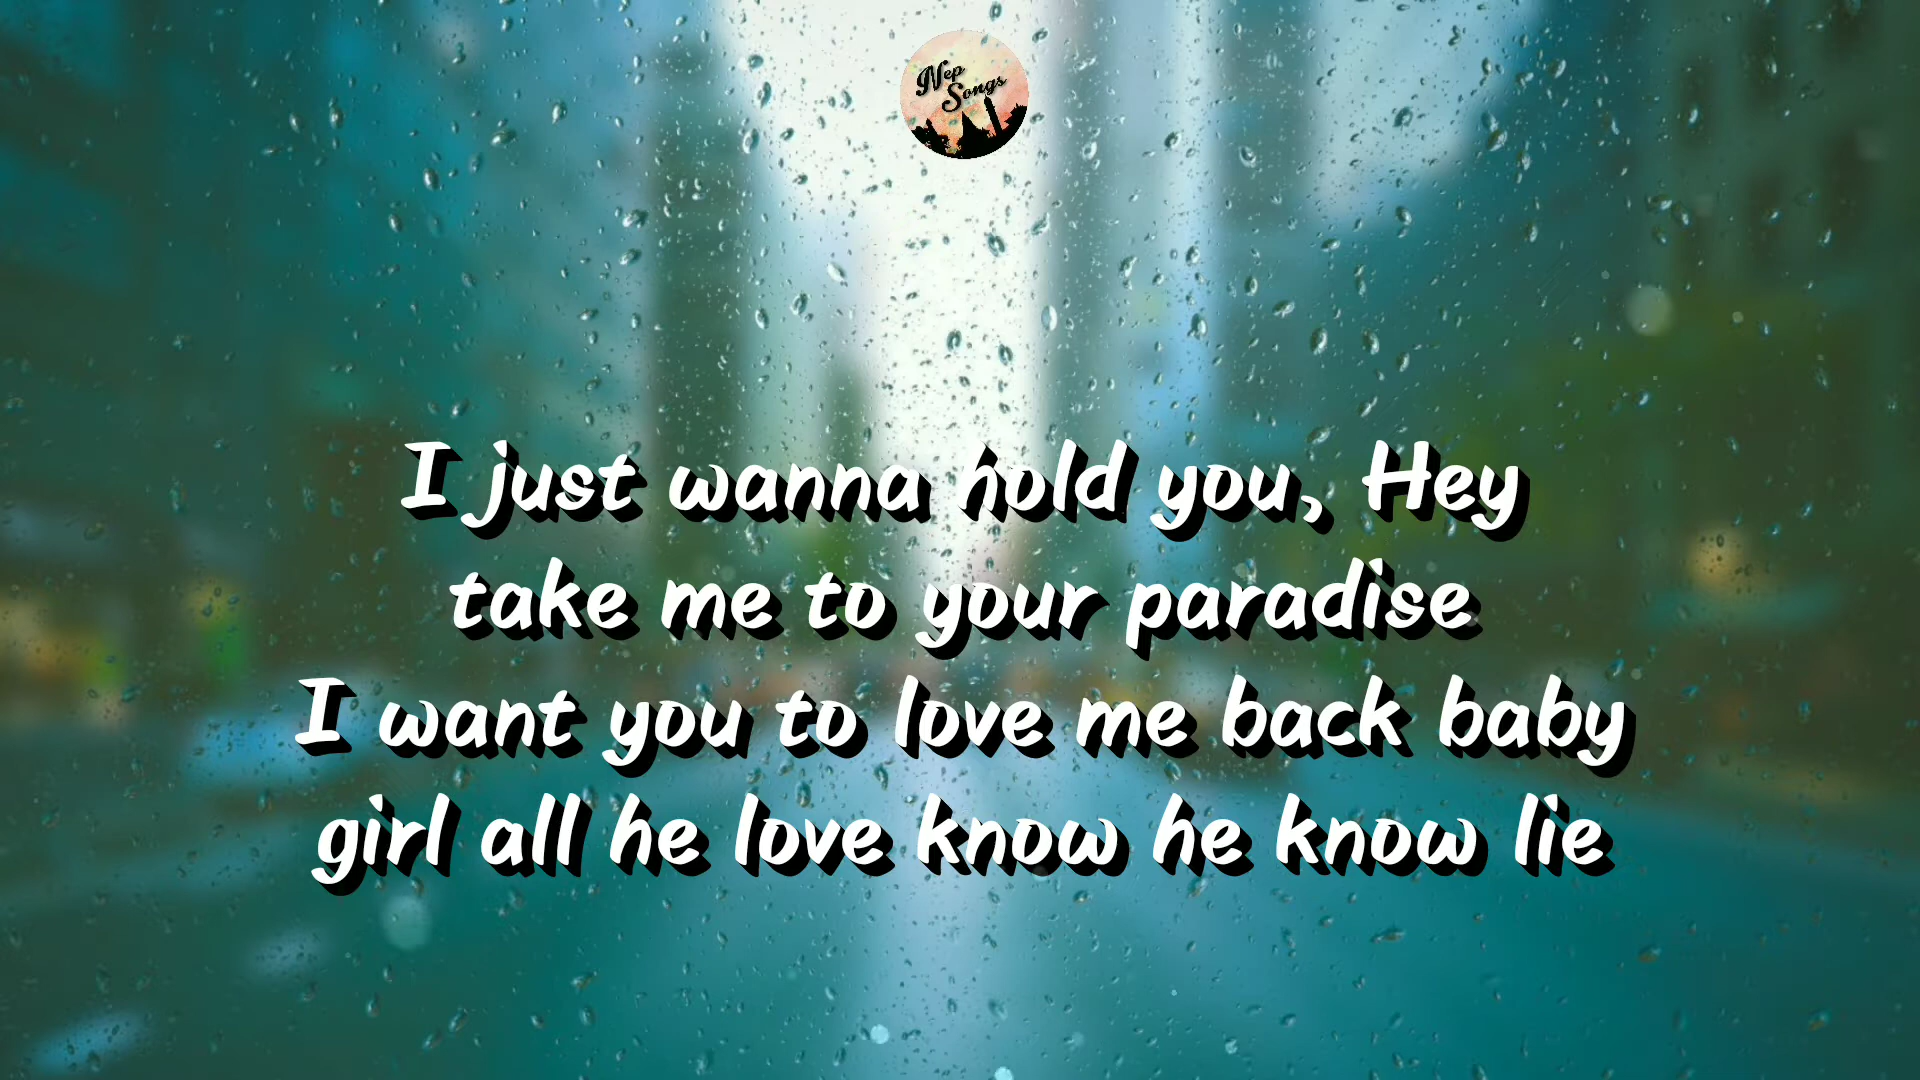 Nep
Songs
I just wanna hold you, Hey
take me to your paradise
I want you to love me back baby
girl all he love know he know lie